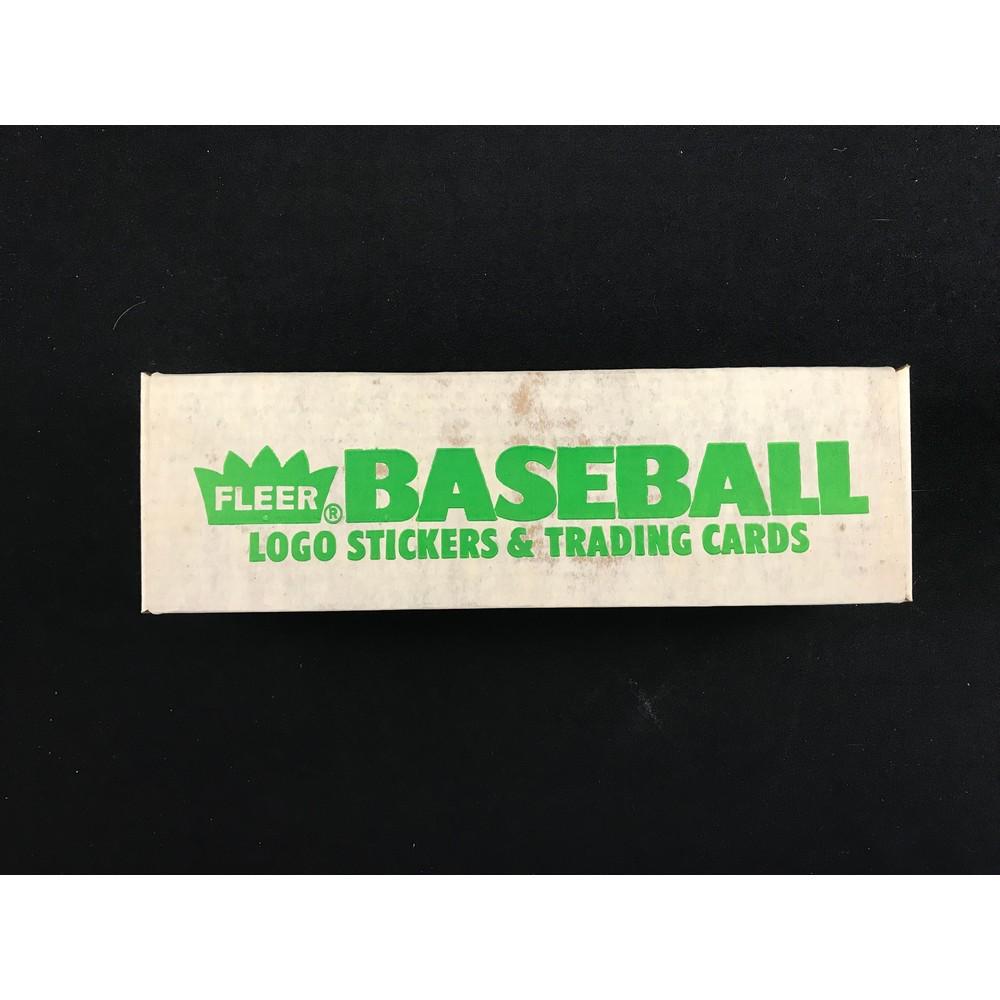 FLEER® BASEBALL
LOGO STICKERS & TRADING CARDS